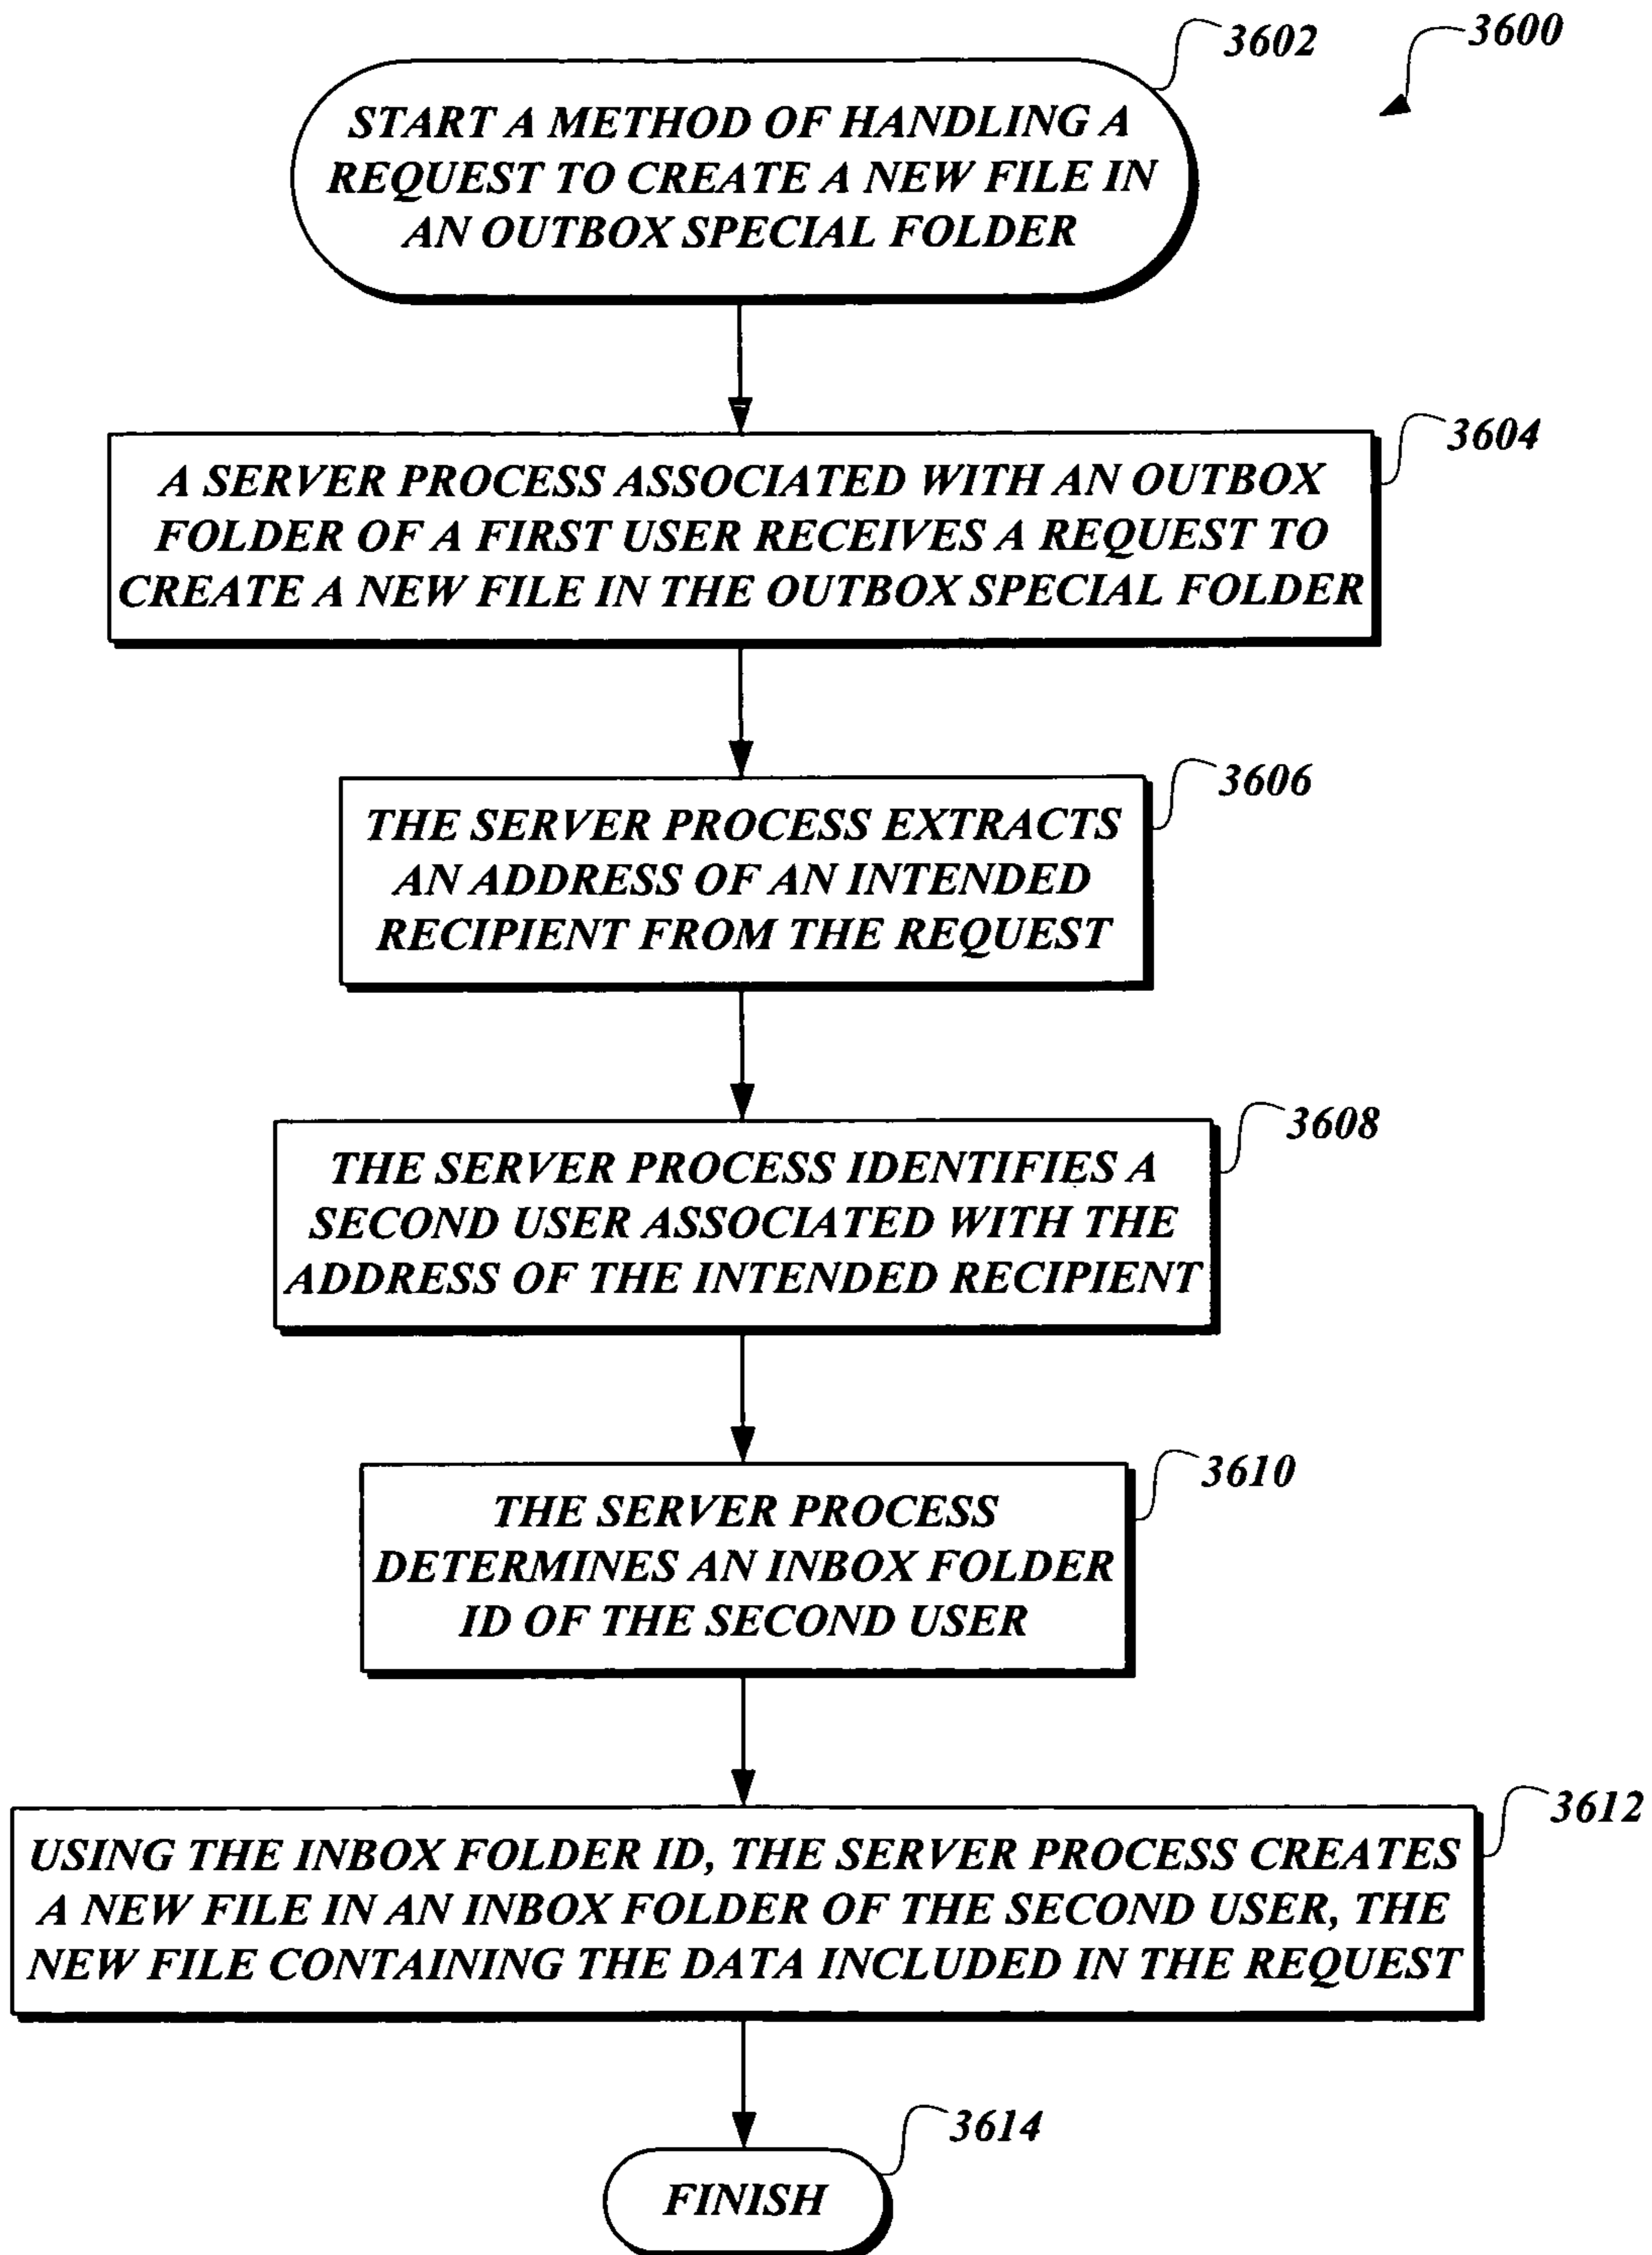 3602
3600
START A METHOD OF HANDLING A
REQUEST TO CREATE A NEW FILE IN
AN OUTBOX SPECIAL FOLDER
3604
A SERVER PROCESS ASSOCIATED WITH AN OUTBOX
FOLDER OF A FIRST USER RECEIVES A REQUEST TO
CREATE A NEW FILE IN THE OUTBOX SPECIAL FOLDER
3606
THE SERVER PROCESS EXTRACTS
AN ADDRESS OF AN INTENDED
RECIPIENT FROM THE REQUEST
3608
THE SERVER PROCESS IDENTIFIES A
SECOND USER ASSOCIATED WITH THE
ADDRESS OF THE INTENDED RECIPIENT
3610
THE SERVER PROCESS
DETERMINES AN INBOX FOLDER
ID OF THE SECOND USER
3612
USING THE INBOX FOLDER ID, THE SERVER PROCESS CREATES
A NEW FILE IN AN INBOX FOLDER OF THE SECOND USER, THE
NEW FILE CONTAINING THE DATA INCLUDED IN THE REQUEST
3614
FINISH